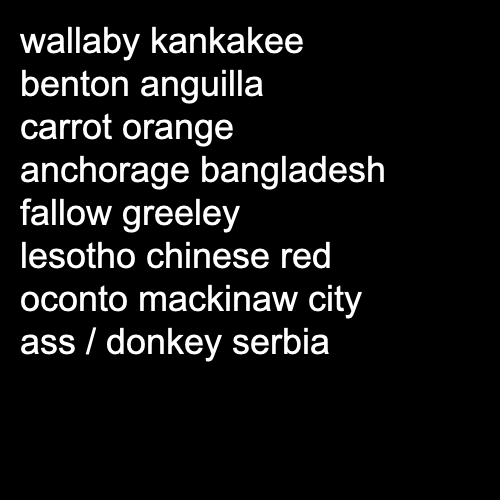 wallaby kankakee
benton anguilla
carrot orange
anchorage bangladesh
fallow greeley
lesotho chinese red
oconto mackinaw city
ass / donkey serbia